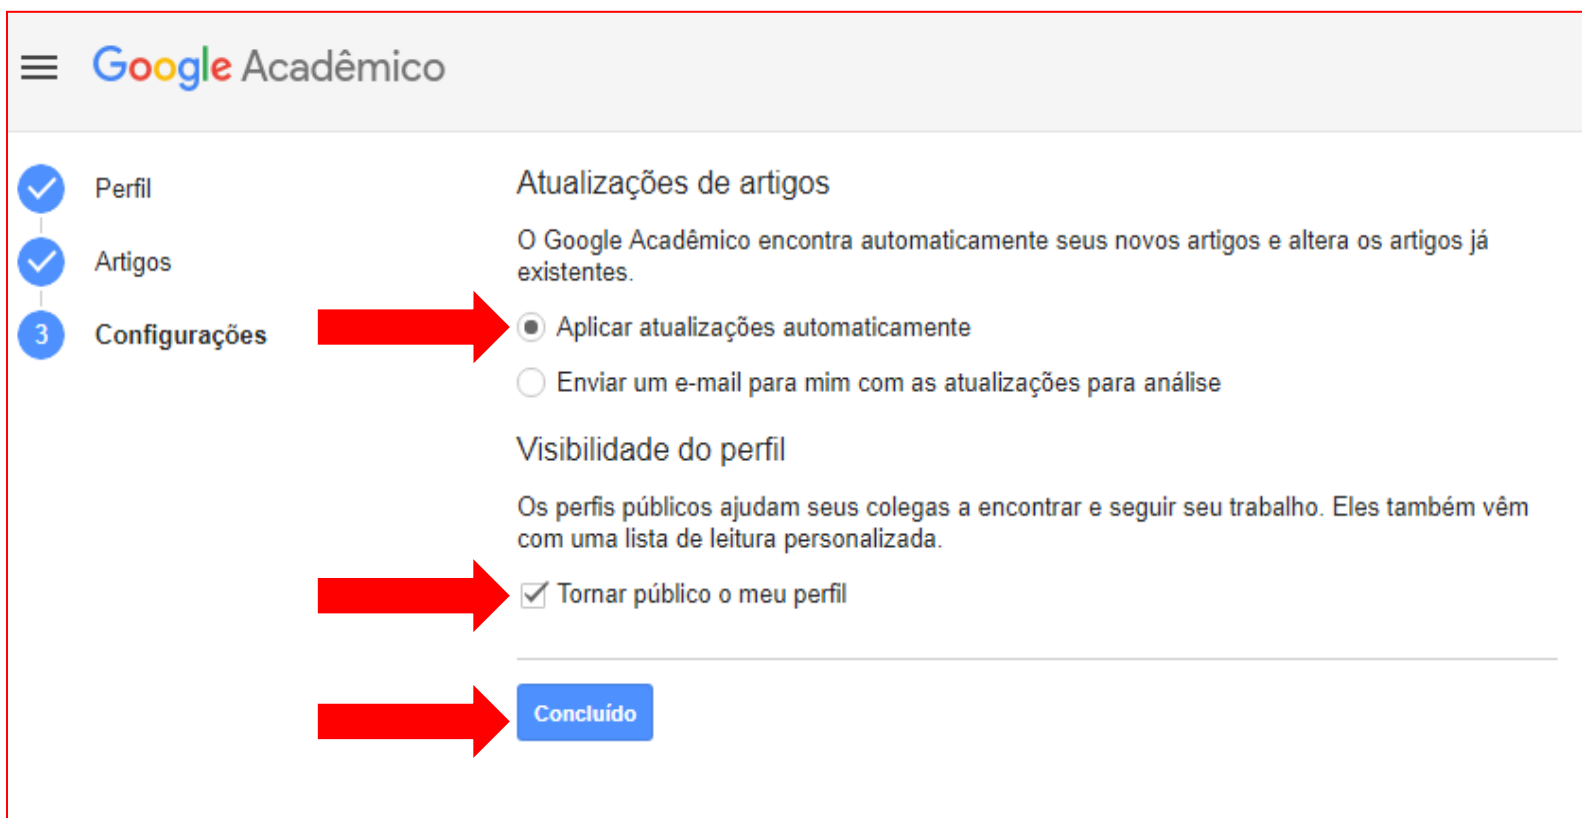 Google Acadêmico
Perfil
Artigos
3 Configurações
Atualizações de artigos
O Google Acadêmico encontra automaticamente seus novos artigos e altera os artigos já
existentes.
Aplicar atualizações automaticamente
Enviar um e-mail para mim com as atualizações para análise
Visibilidade do perfil
Os perfis públicos ajudam seus colegas a encontrar e seguir seu trabalho. Eles também vêm
com uma lista de leitura personalizada.
Tornar público o meu perfil
Concluído